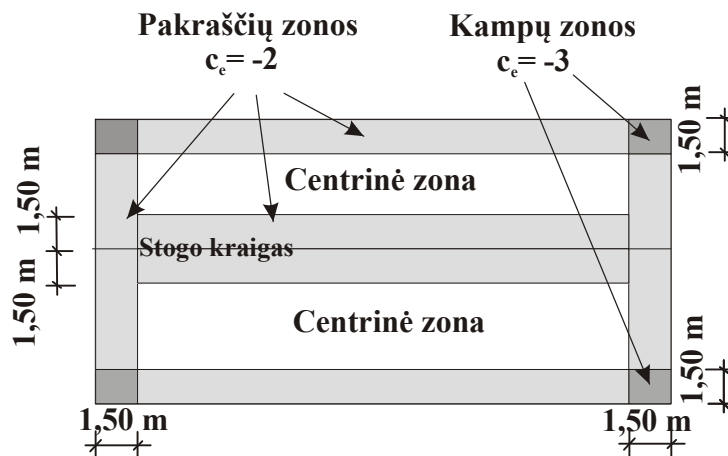 Pakraščių zonos
cₑ= -2
Kampų zonos
cₑ= -3
1,50 m
1,50 m
Centrinė zona
Stogo kraigas
1,50 m
Centrinė zona
1,50 m
1,50 m
1,50 m